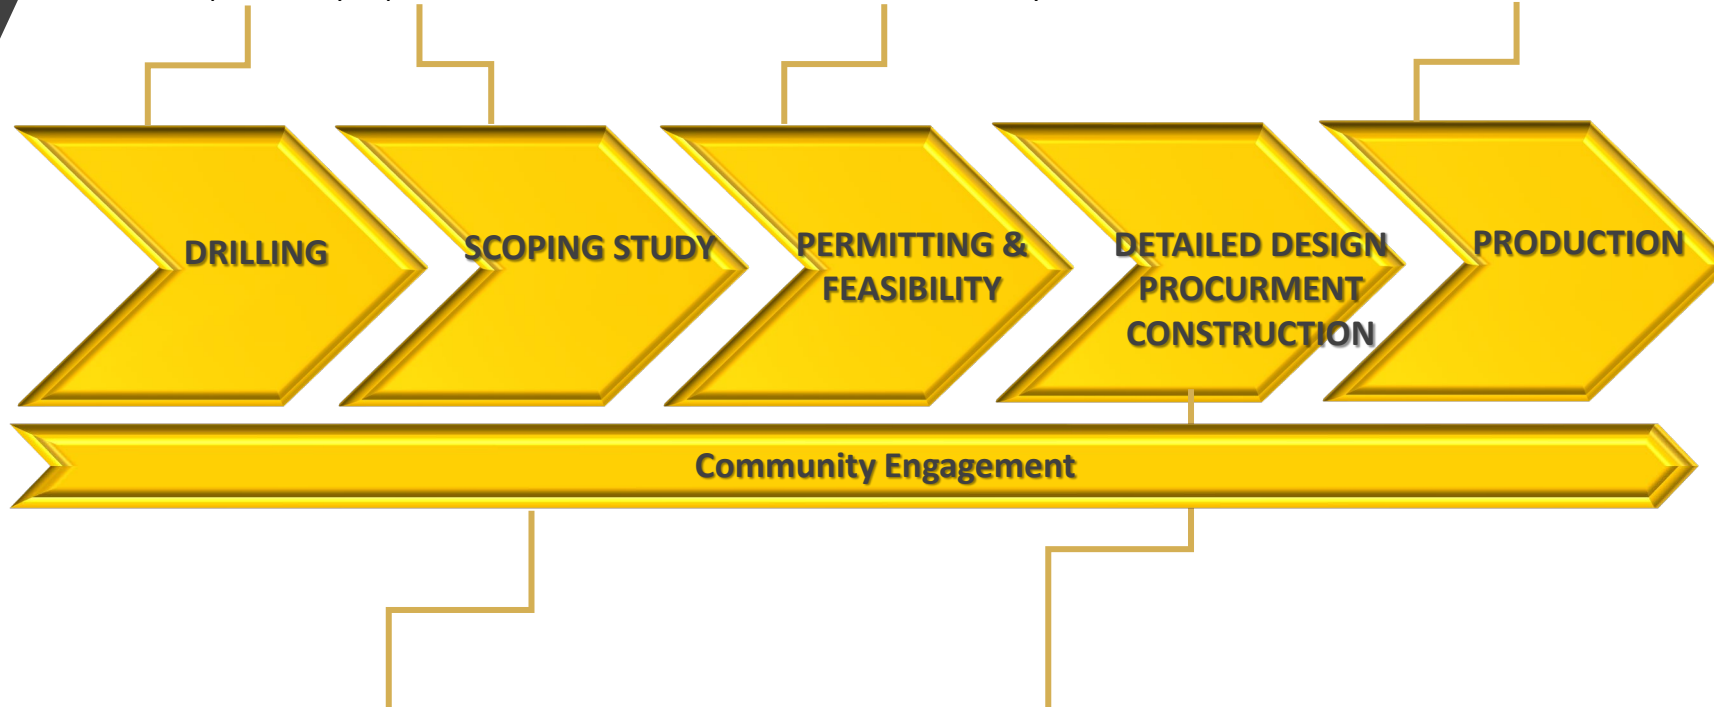 DRILLING
SCOPING STUDY
PERMITTING &
FEASIBILITY
DETAILED DESIGN
PROCURMENT
CONSTRUCTION
PRODUCTION
Community Engagement